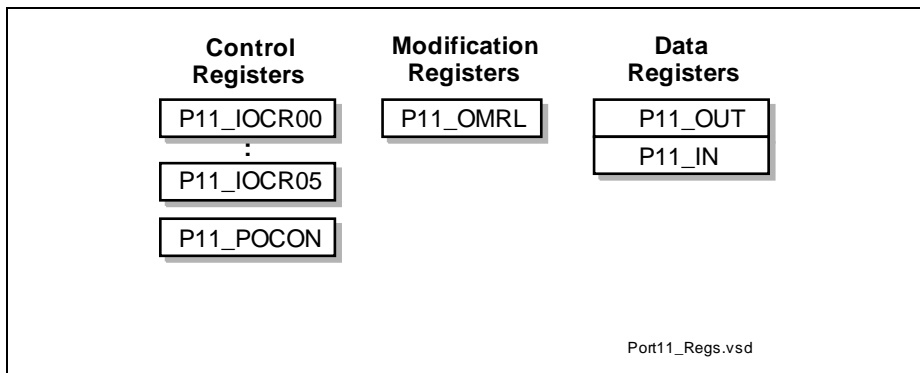 Control
Registers
P11_IOCR00
:
P11_IOCR05
P11_POCON
Modification
Registers
P11_OMRL
Data
Registers
P11_OUT
P11_IN
Port11_Regs.vsd